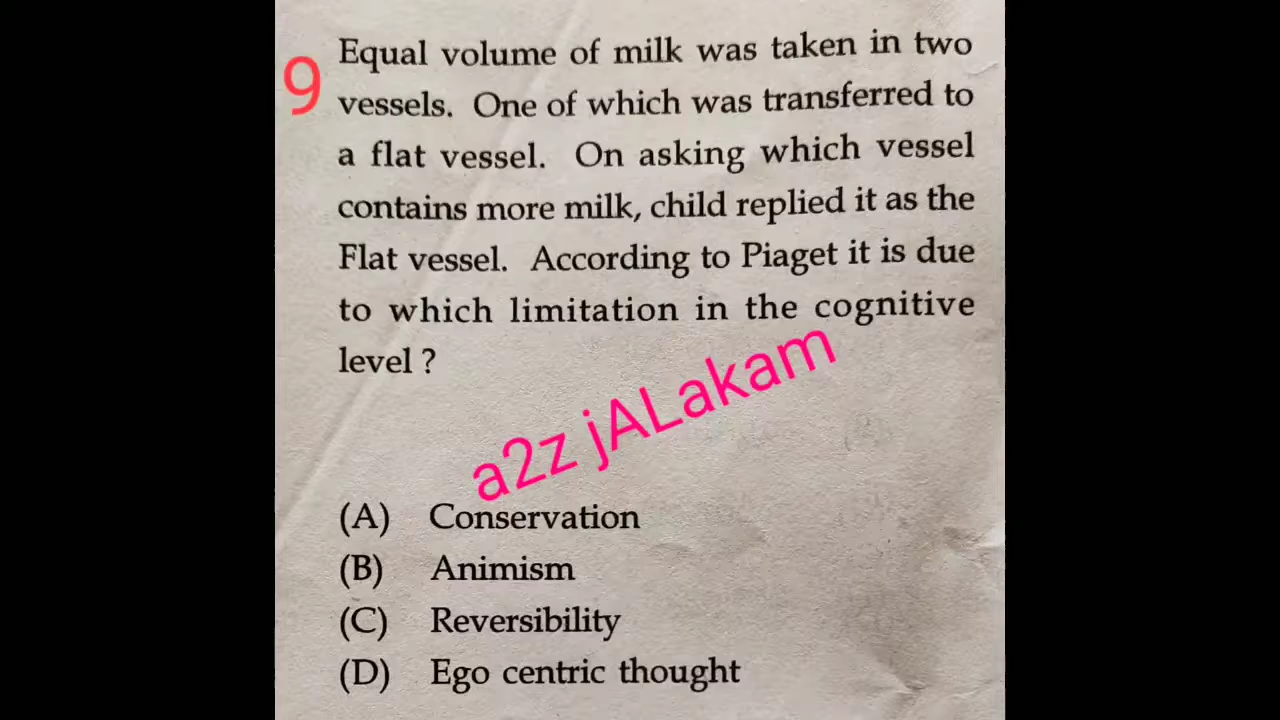 9
Equal volume of milk was taken in two
vessels. One of which was transferred to
a flat vessel. On asking which vessel
contains more milk, child replied it as the
Flat vessel. According to Piaget it is due
to which limitation in the cognitive
level ?
a2z jALakam
(A) Conservation
(B) Animism
(C) Reversibility
(D) Ego centric thought